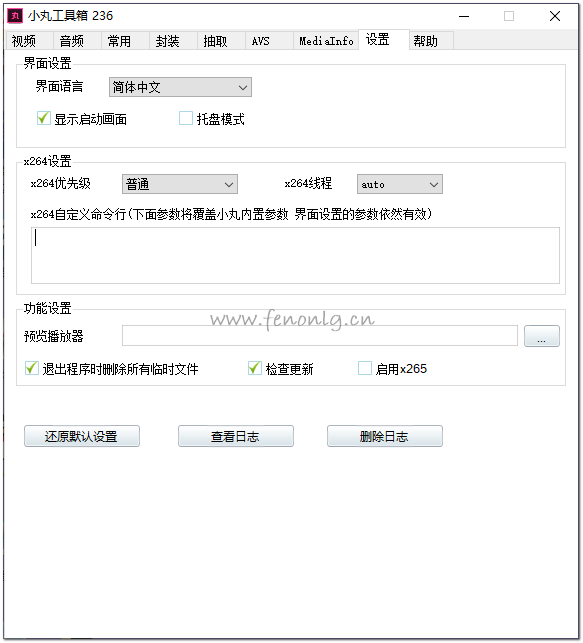 小丸工具箱 236
视频 音频 常用 封装 抽取 AVS MediaInfo 设置 帮助
界面设置
界面语言 简体中文
显示启动画面 托盘模式
x264设置
x264优先级 普通 x264线程 auto
x264自定义命令行(下面参数将覆盖小丸内置参数 界面设置的参数依然有效)
功能设置
www.fenonlg.cn
预览播放器 ...
退出程序时删除所有临时文件 检查更新 启用x265
还原默认设置 查看日志 删除日志